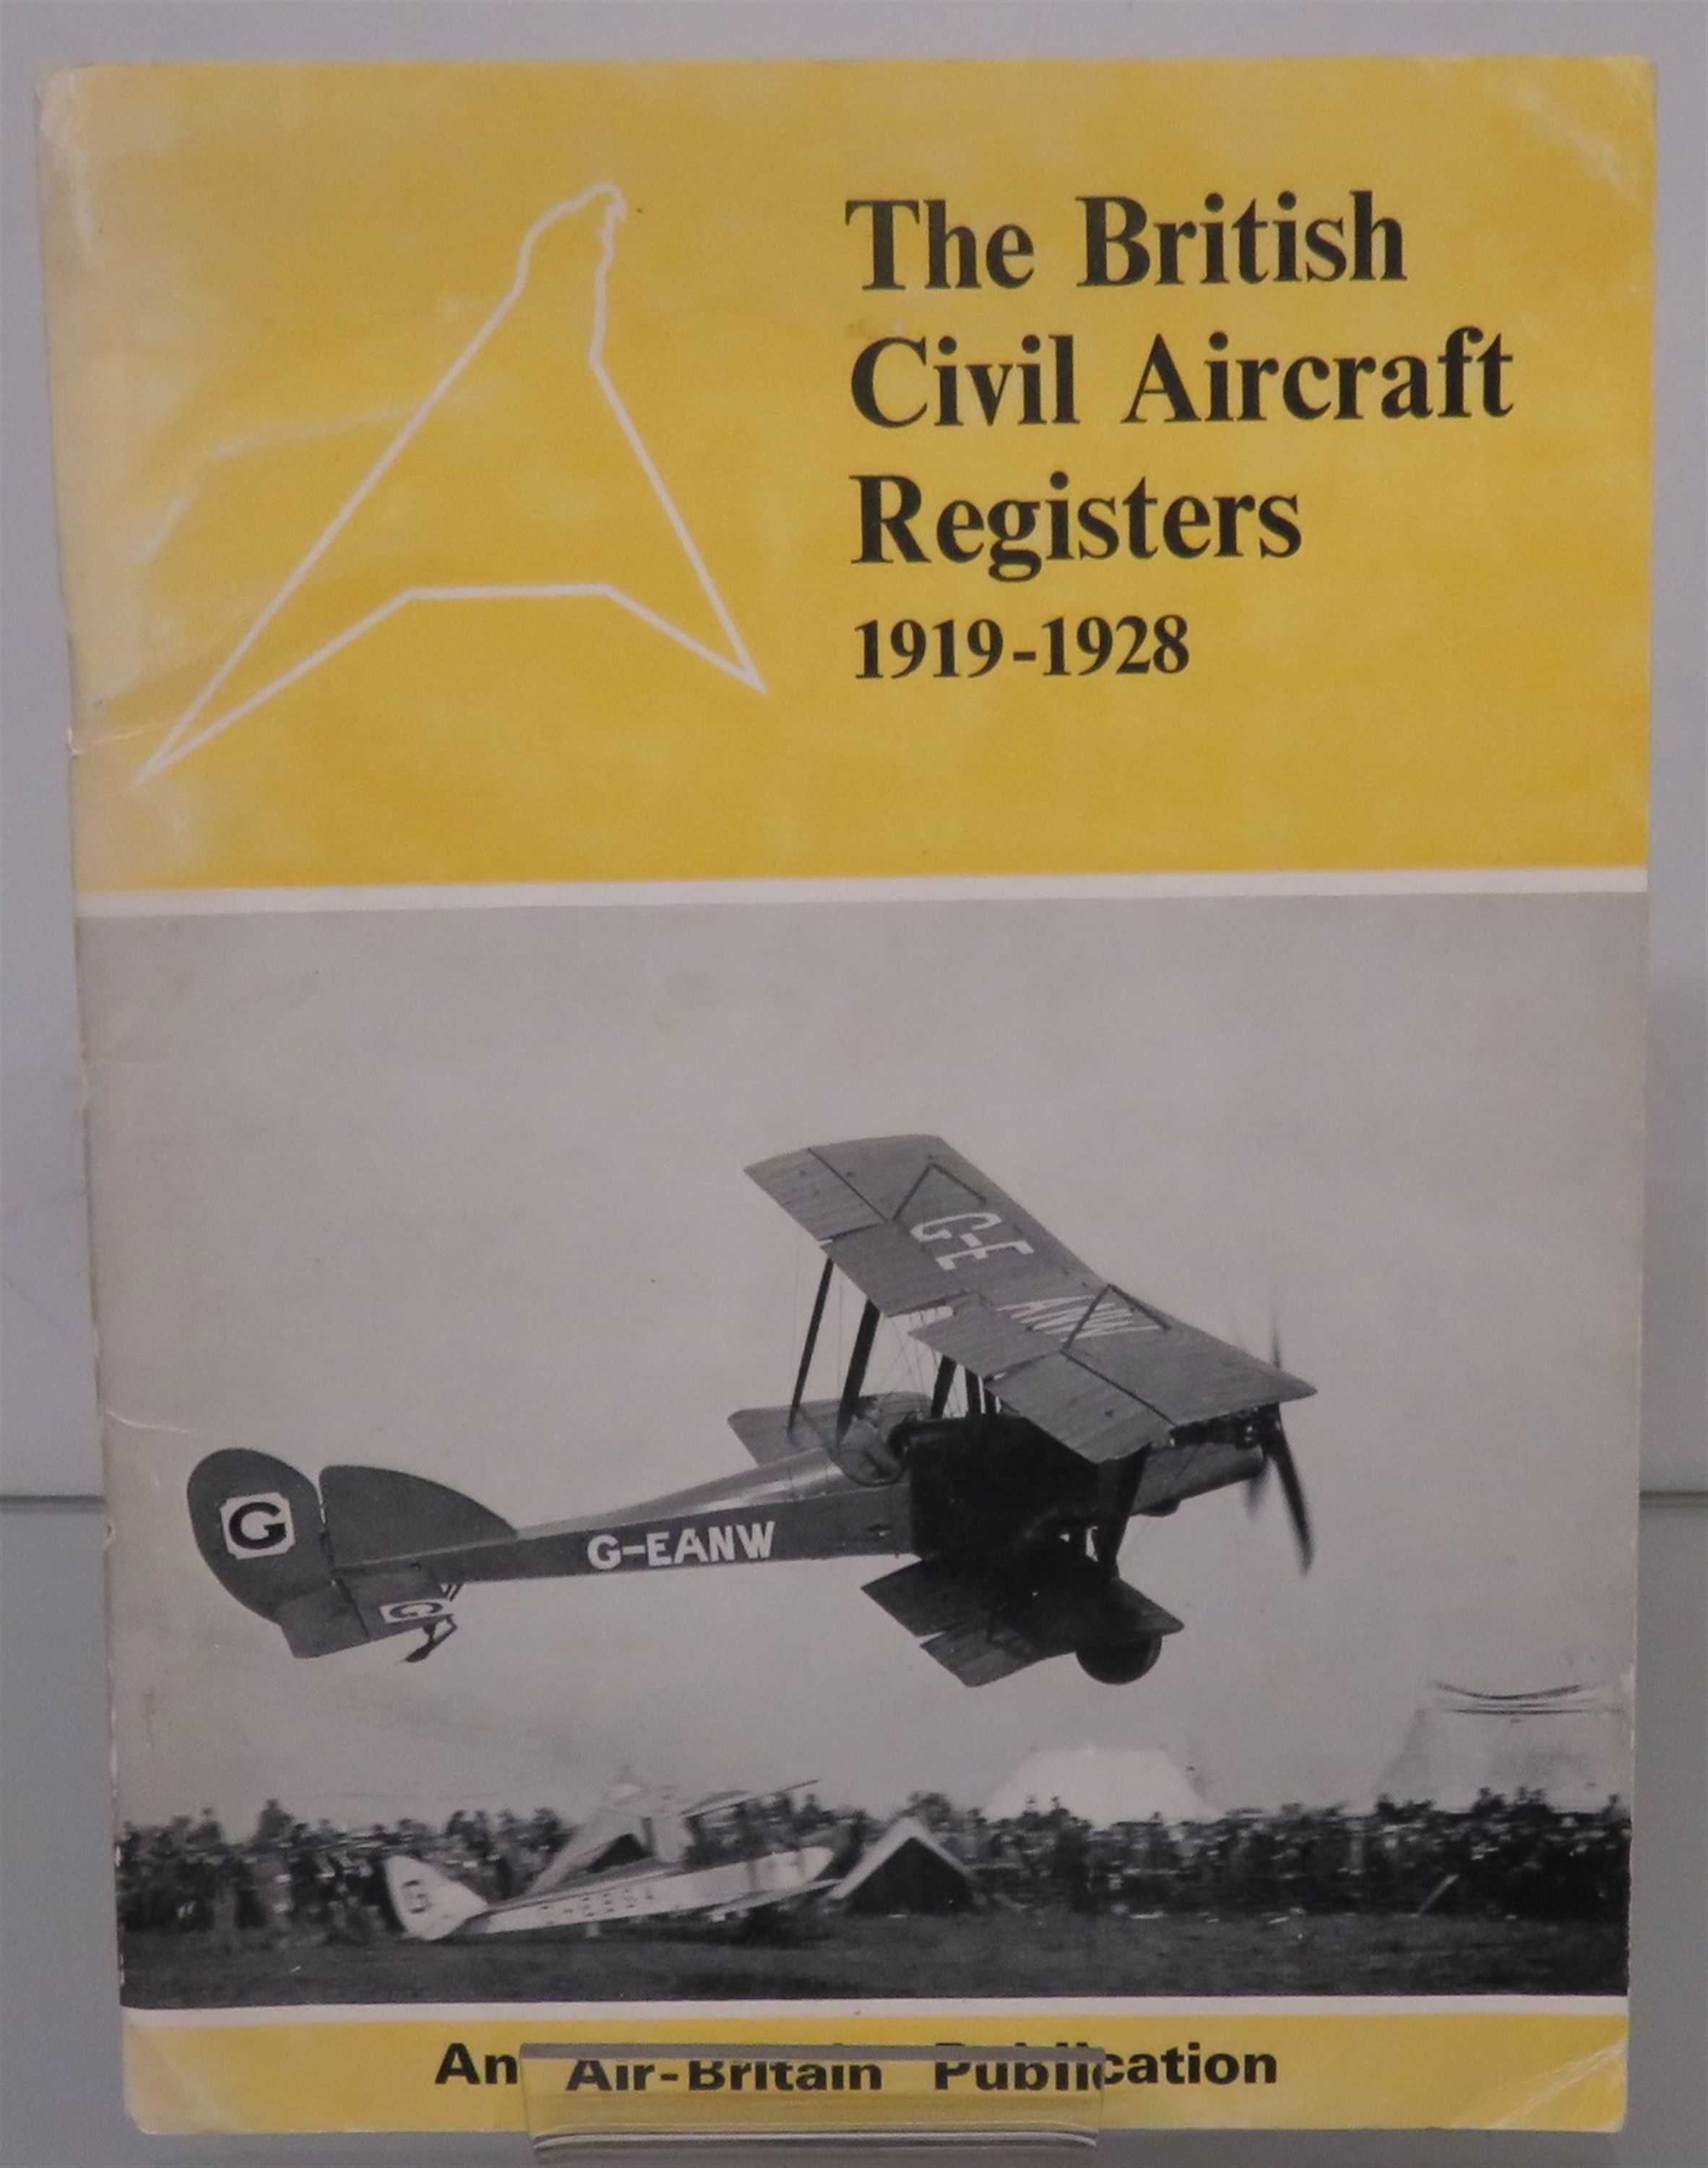 The British
Civil Aircraft
Registers
1919-1928
G-E
ANW
G
G-EANW
G
G
An Air-Britain Publication